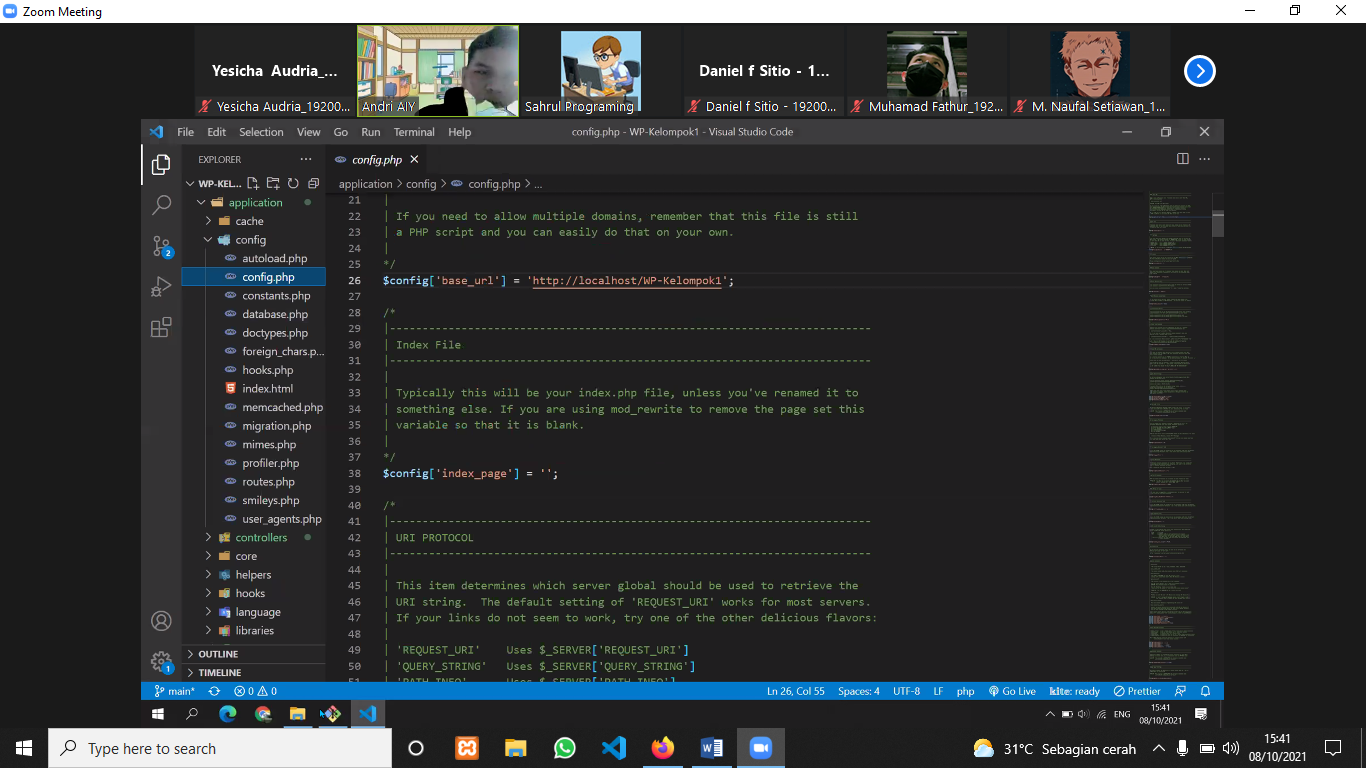 Zoom Meeting
Yesicha Audria_...
Daniel f Sitio - 1...
Yesicha Audria_19200...
Andri AIY
Sahrul Programing
Daniel f Sitio - 19200...
Muhamad Fathur_192...
M. Naufal Setiawan_1...
File Edit Selection View Go Run Terminal Help
config.php - WP-Kelompok1 - Visual Studio Code
EXPLORER
config.php
WP-KEL...
application > config > config.php > ...
application
cache
config
autoload.php
config.php
constants.php
database.php
doctypes.php
foreign_chars.p...
hooks.php
index.html
memcached.php
migration.php
mimes.php
profiler.php
routes.php
smileys.php
user_agents.php
controllers
core
helpers
hooks
language
libraries
OUTLINE
TIMELINE
2
1
21 |
22 | If you need to allow multiple domains, remember that this file is still
23 | a PHP script and you can easily do that on your own.
24 |
25 */
26 $config['base_url'] = 'http://localhost/WP-Kelompok1';
27
28 /*
29 |--------------------------------------------------------------------------
30 | Index File
31 |--------------------------------------------------------------------------
32 |
33 | Typically this will be your index.php file, unless you've renamed it to
34 | something else. If you are using mod_rewrite to remove the page set this
35 | variable so that it is blank.
36 |
37 */
38 $config['index_page'] = '';
39
40 /*
41 |--------------------------------------------------------------------------
42 | URI PROTOCOL
43 |--------------------------------------------------------------------------
44 |
45 | This item determines which server global should be used to retrieve the
46 | URI string.  The default setting of 'REQUEST_URI' works for most servers.
47 | If your links do not seem to work, try one of the other delicious flavors:
48 |
49 | 'REQUEST_URI'    Uses $_SERVER['REQUEST_URI']
50 | 'QUERY_STRING'   Uses $_SERVER['QUERY_STRING']
51 | 'PATH_INFO'      Uses $_SERVER['PATH_INFO']
main* 0 0
Ln 26, Col 55 Spaces: 4 UTF-8 LF php Go Live kite: ready Prettier
ENG
15:41
08/10/2021
Type here to search
31°C Sebagian cerah
15:41
08/10/2021